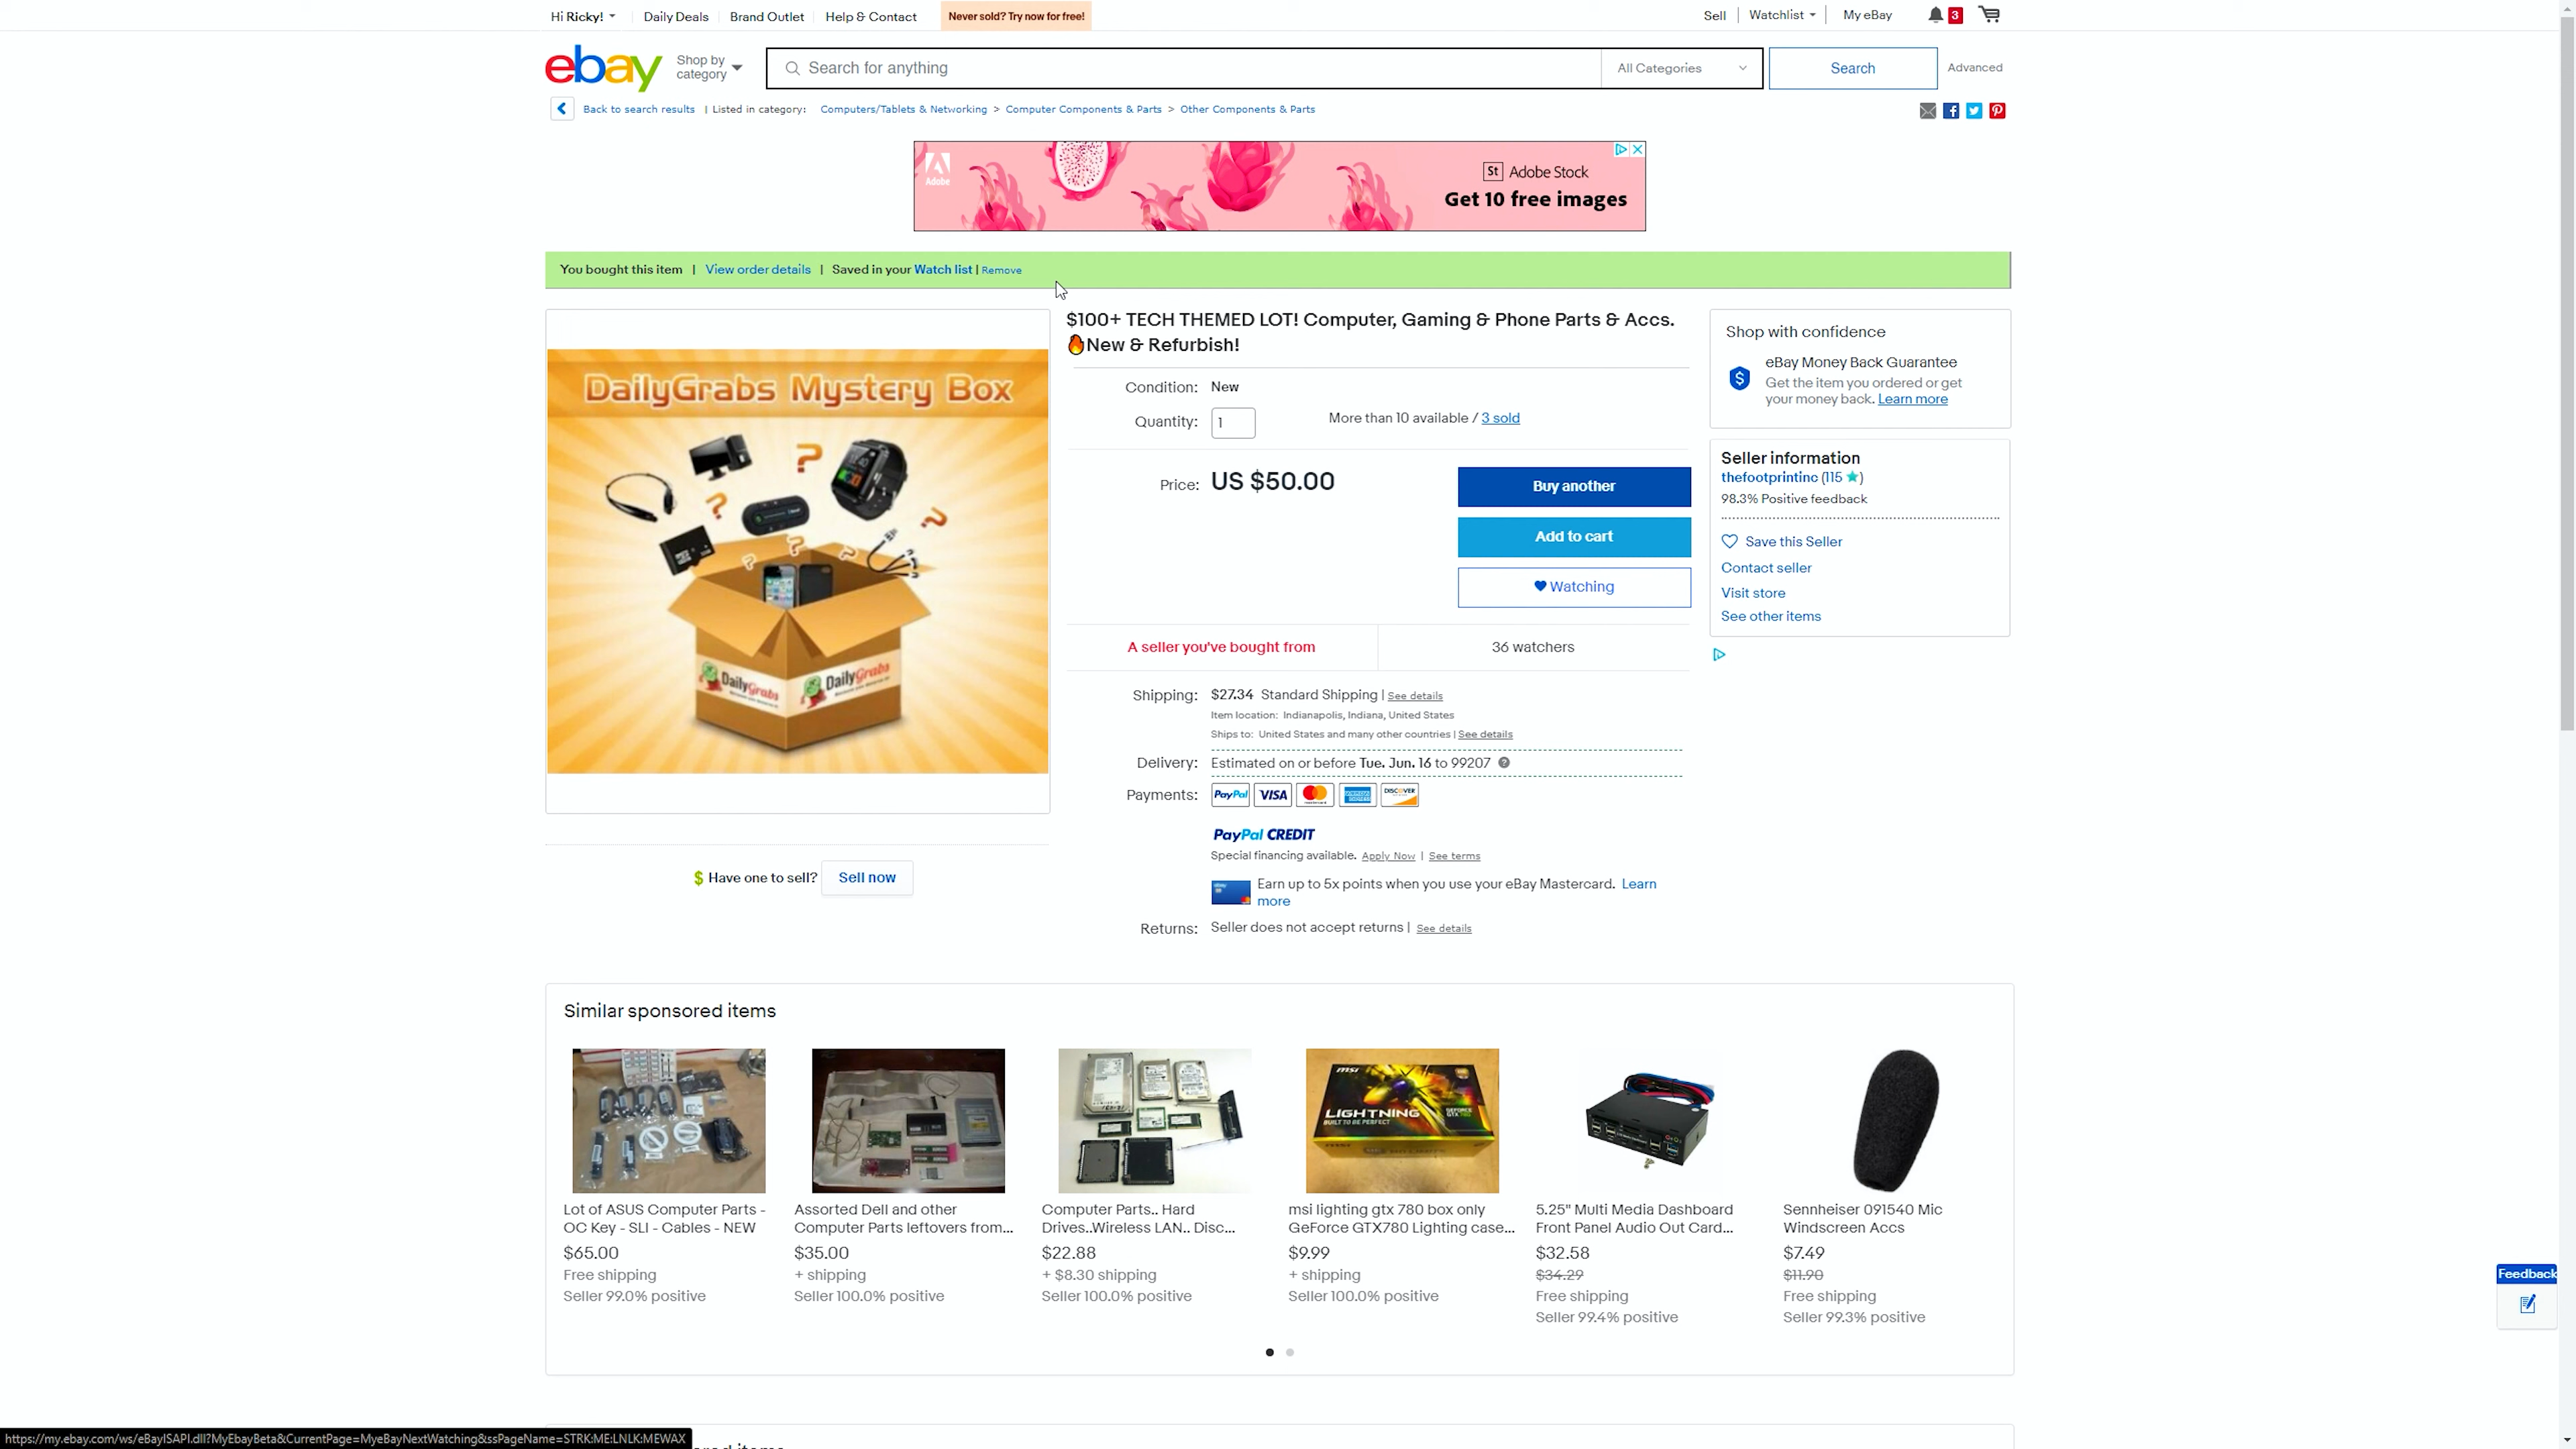 Hi Ricky!
Daily Deals
Brand Outlet
Help & Contact
Never sold? Try now for free!
Sell
Watchlist
My eBay
3
ebay
Shop by
category
Search for anything
All Categories
Search
Advanced
Back to search results | Listed in category: Computers/Tablets & Networking > Computer Components & Parts > Other Components & Parts
Adobe
St Adobe Stock
Get 10 free images
You bought this item | View order details | Saved in your Watch list | Remove
DailyGrabs Mystery Box
DailyGrabs
DailyGrabs
$ Have one to sell? Sell now
$100+ TECH THEMED LOT! Computer, Gaming & Phone Parts & Accs.
🔥New & Refurbish!
Condition: New
Quantity: 1
More than 10 available / 3 sold
Price: US $50.00
Buy another
Add to cart
Watching
A seller you've bought from
36 watchers
Shipping: $27.34 Standard Shipping | See details
Item location: Indianapolis, Indiana, United States
Ships to: United States and many other countries | See details
Delivery: Estimated on or before Tue. Jun. 16 to 99207
Payments: PayPal VISA DISCOVER
PayPal CREDIT
Special financing available. Apply Now | See terms
Earn up to 5x points when you use your eBay Mastercard. Learn
more
Returns: Seller does not accept returns | See details
Shop with confidence
eBay Money Back Guarantee
Get the item you ordered or get
your money back. Learn more
Seller information
thefootprintinc (115 ★)
98.3% Positive feedback
Save this Seller
Contact seller
Visit store
See other items
Similar sponsored items
Lot of ASUS Computer Parts -
OC Key - SLI - Cables - NEW
$65.00
Free shipping
Seller 99.0% positive
Assorted Dell and other
Computer Parts leftovers from...
$35.00
+ shipping
Seller 100.0% positive
Computer Parts.. Hard
Drives..Wireless LAN.. Disc...
$22.88
+ $8.30 shipping
Seller 100.0% positive
msi
LIGHTNING
BUILT TO BE PERFECT
msi lighting gtx 780 box only
GeForce GTX780 Lighting case...
$9.99
+ shipping
Seller 100.0% positive
5.25" Multi Media Dashboard
Front Panel Audio Out Card...
$32.58
$34.29
Free shipping
Seller 99.4% positive
Sennheiser 091540 Mic
Windscreen Accs
$7.49
$11.90
Free shipping
Seller 99.3% positive
Feedback
https://my.ebay.com/ws/eBayISAPI.dll?MyEbayBeta&CurrentPage=MyeBayNextWatching&ssPageName=STRK:ME:LNLK:MEWAX